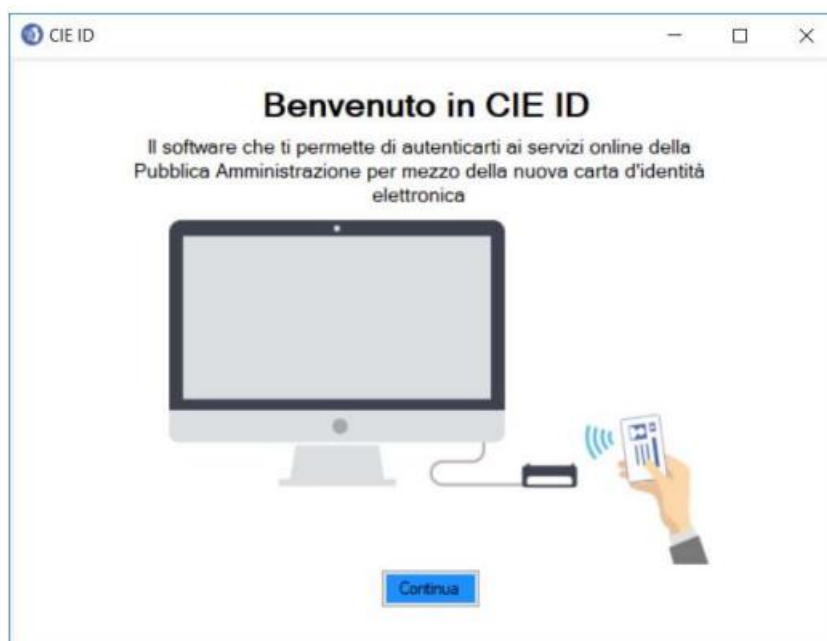 CIE ID
Benvenuto in CIE ID
Il software che ti permette di autenticarti ai servizi online della
Pubblica Amministrazione per mezzo della nuova carta d'identità
elettronica
Continua